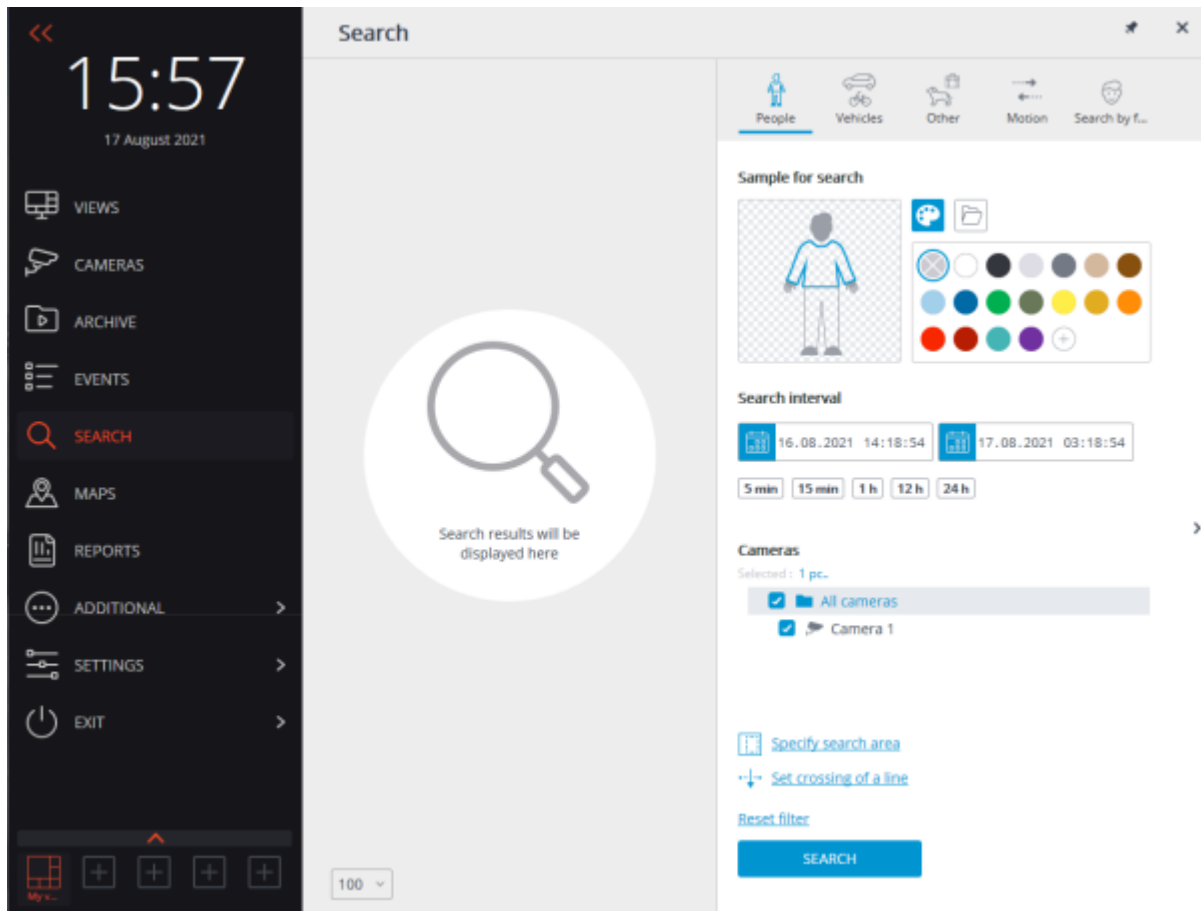 15:57
17 August 2021
VIEWS
CAMERAS
ARCHIVE
EVENTS
SEARCH
MAPS
REPORTS
ADDITIONAL
SETTINGS
EXIT
My v...
Search
Search results will be
displayed here
100
People Vehicles Other Motion Search by f...
Sample for search
Search interval
16.08.2021 14:18:54 17.08.2021 03:18:54
5 min 15 min 1 h 12 h 24 h
Cameras
Selected : 1 pc..
All cameras
Camera 1
Specify search area
Set crossing of a line
Reset filter
SEARCH